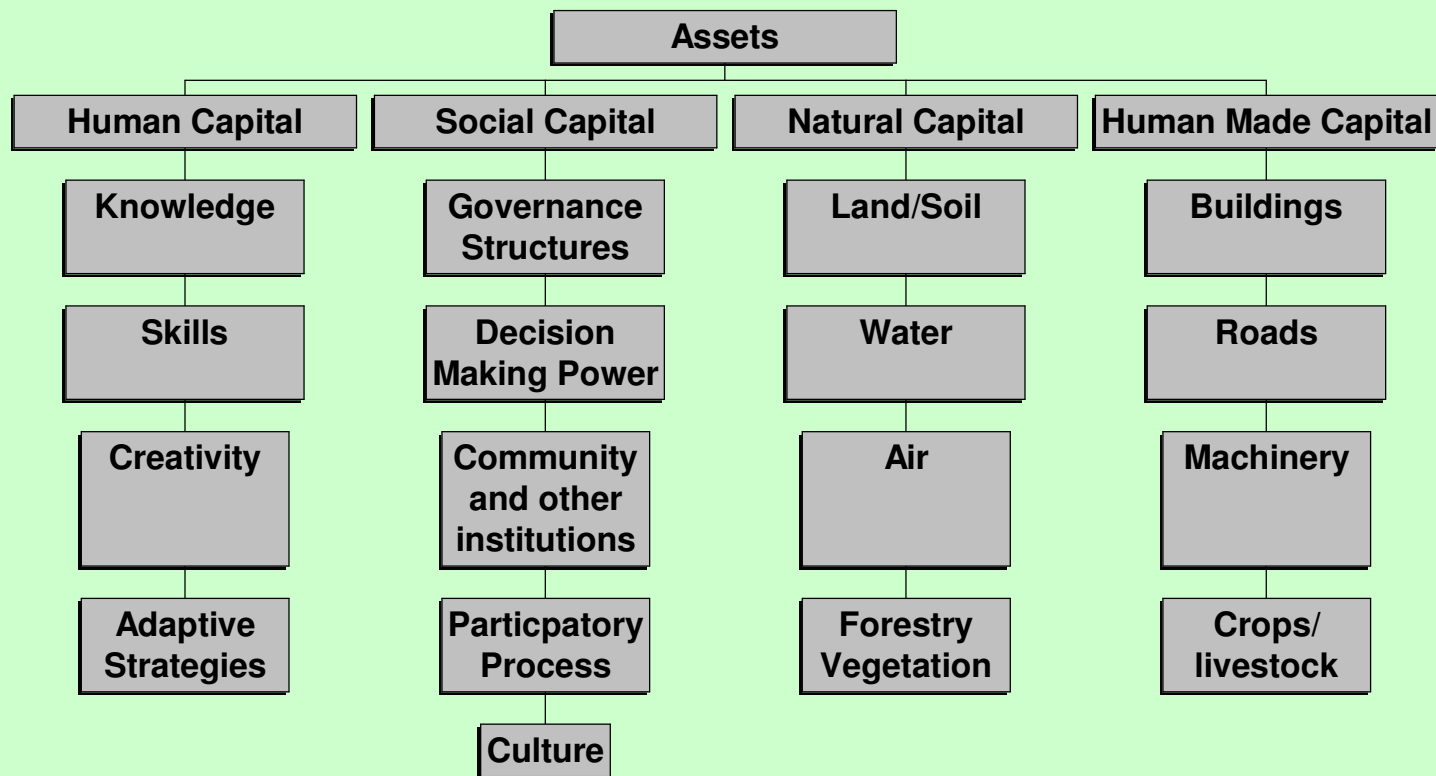 Assets
Human Capital
Social Capital
Natural Capital
Human Made Capital
Knowledge
Governance
Structures
Land/Soil
Buildings
Skills
Decision
Making Power
Water
Roads
Creativity
Community
and other
institutions
Air
Machinery
Adaptive
Strategies
Particpatory
Process
Forestry
Vegetation
Crops/
livestock
Culture